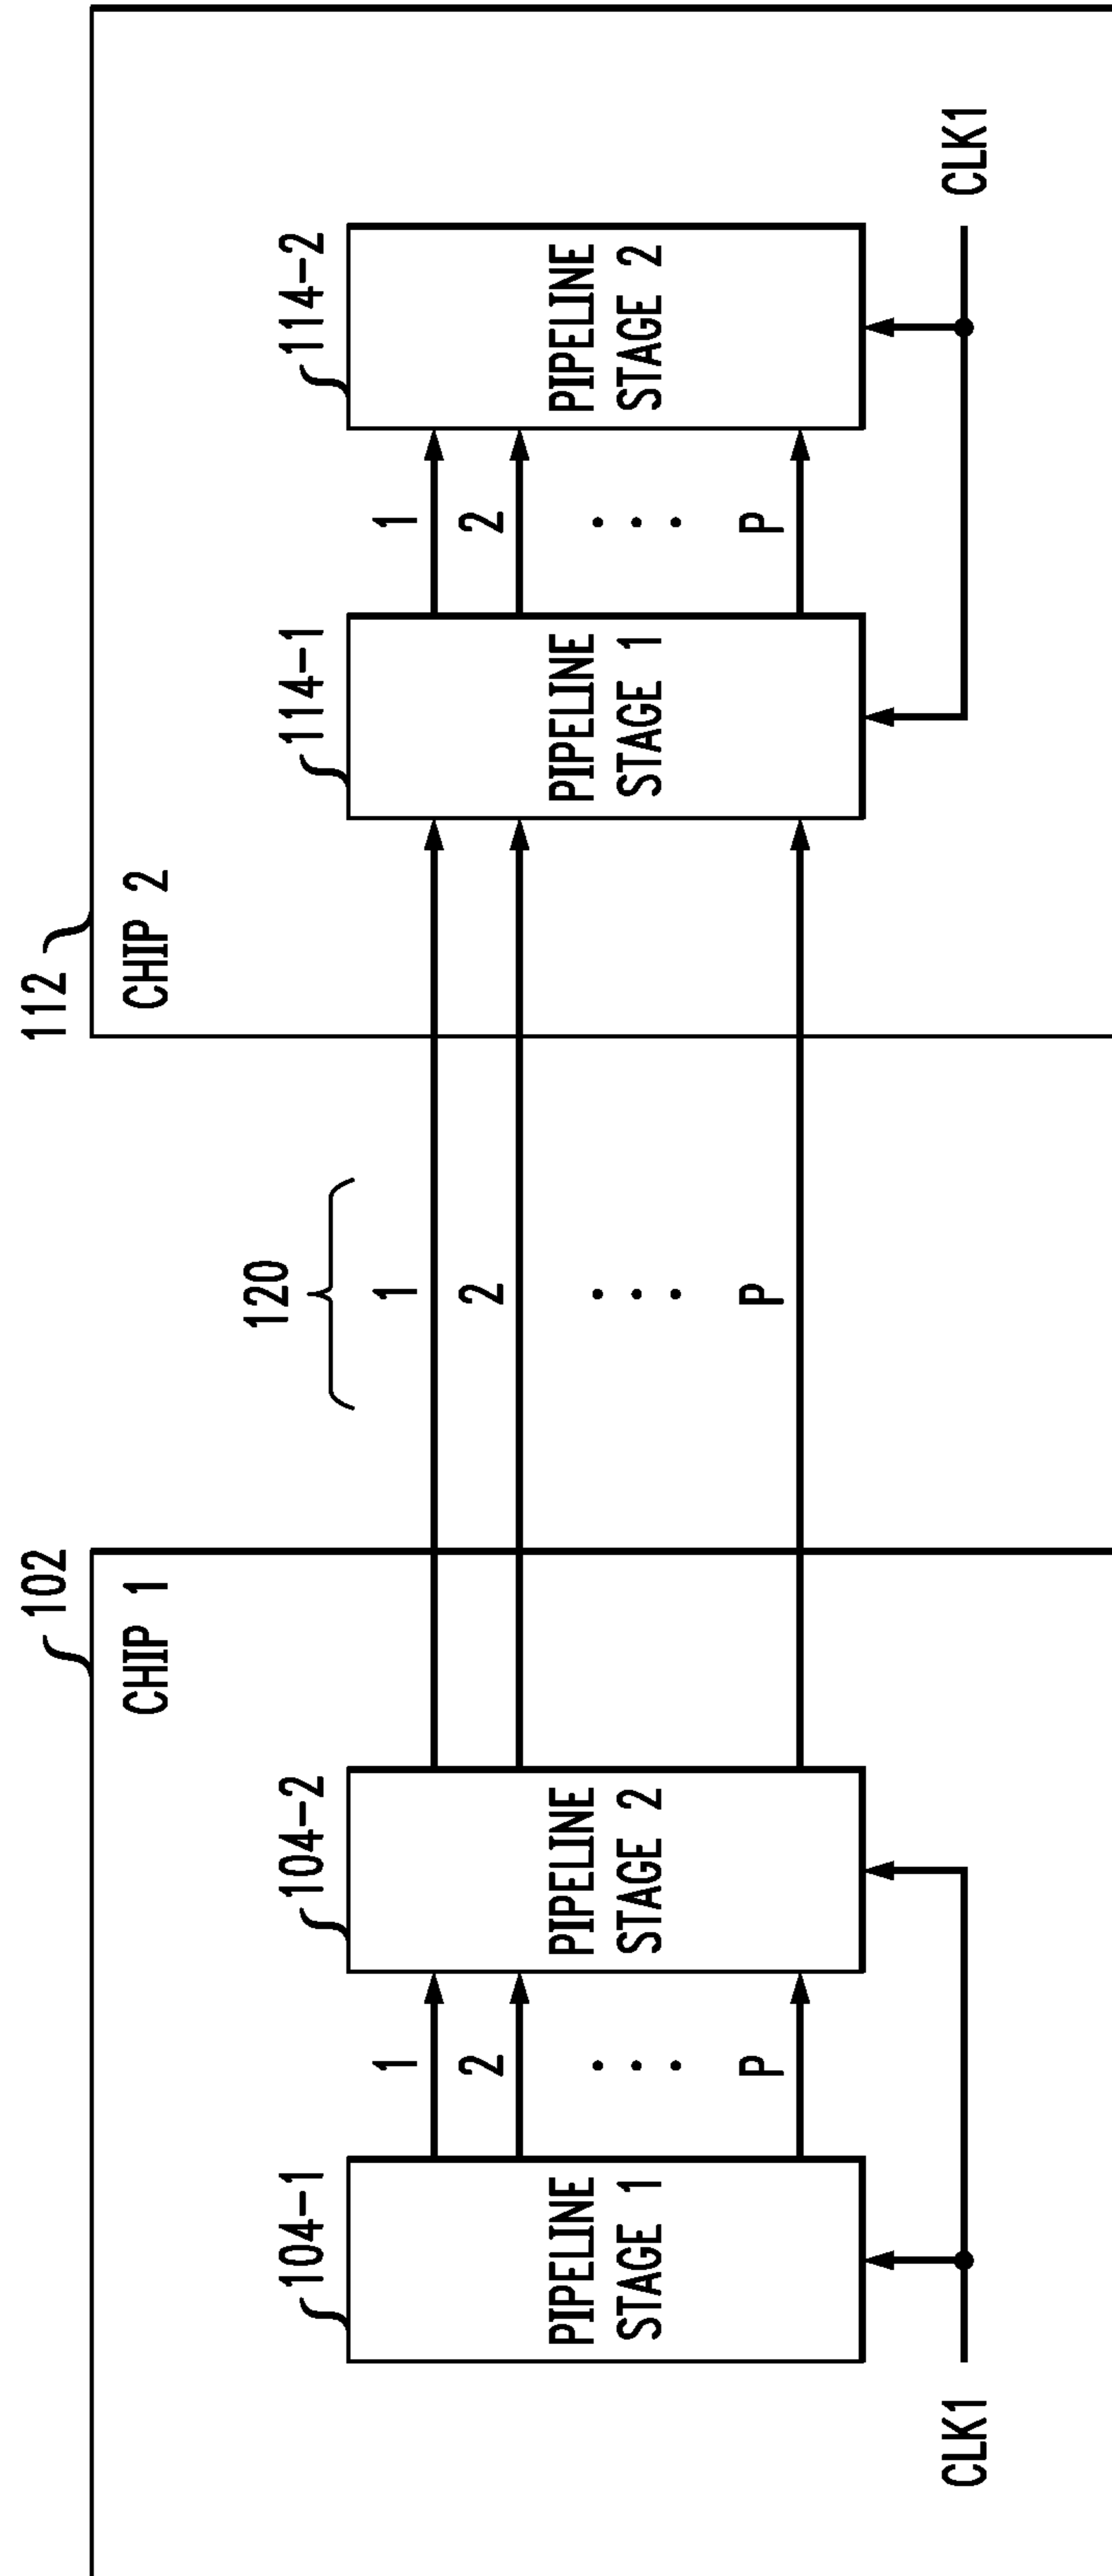 102
CHIP 1
112
CHIP 2
104-1
104-2
120
114-1
114-2
1
1
1
2
2
2
PIPELINE
STAGE 1
PIPELINE
STAGE 2
PIPELINE
STAGE 1
PIPELINE
STAGE 2
P
P
P
CLK1
CLK1